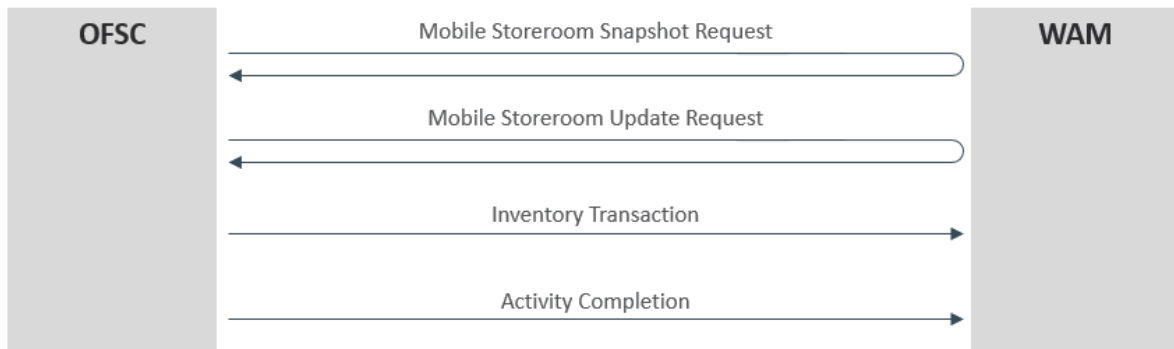 OFSC
Mobile Storeroom Snapshot Request
WAM
Mobile Storeroom Update Request
Inventory Transaction
Activity Completion